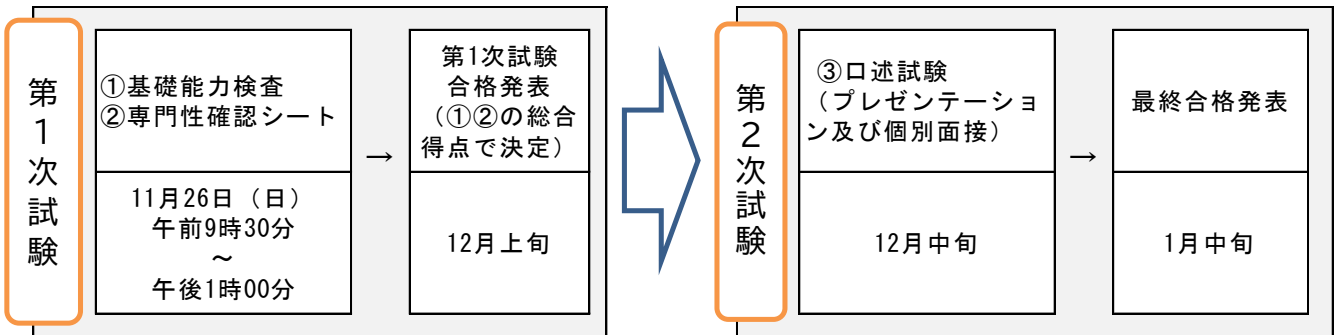 第1次試験
①基礎能力検査
②専門性確認シート
11月26日（日）
午前9時30分
～
午後1時00分
→
第1次試験
合格発表
（①②の総合
得点で決定）
12月上旬
第2次試験
③口述試験
（プレゼンテーショ
ン及び個別面接）
12月中旬
→
最終合格発表
1月中旬